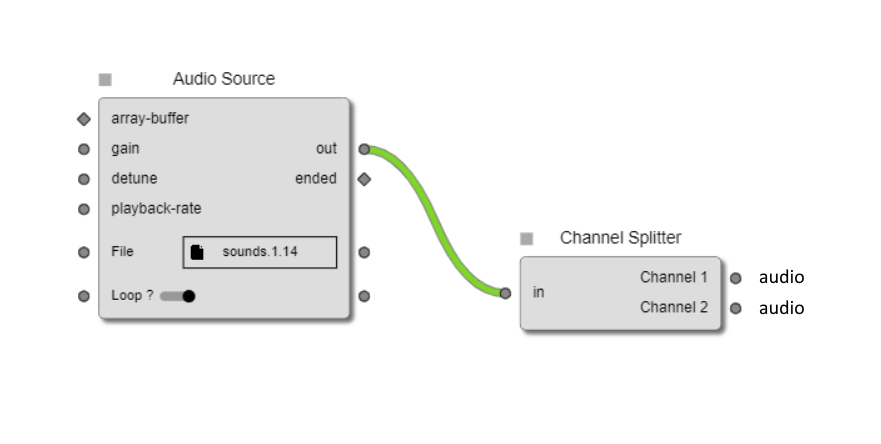 Audio Source
array-buffer
gain out
detune ended
playback-rate
File sounds.1.14
Loop ?
Channel Splitter
Channel 1 audio
in
Channel 2 audio